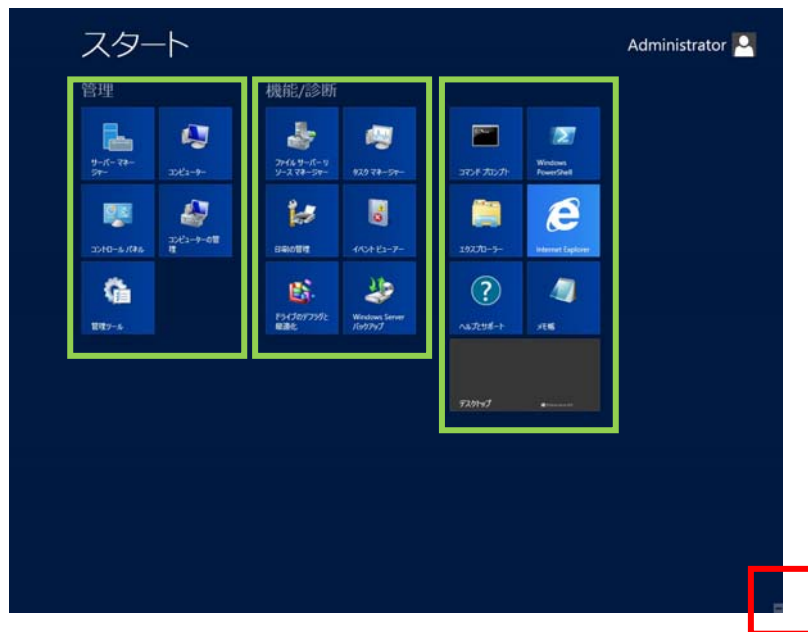 スタート
Administrator
管理
機能/診断
サーバー マネー
ジャー
コンピューター
ファイル サーバー リ
ソース マネージャー
タスク マネージャー
コマンド プロンプト
Windows
PowerShell
コントロール パネル
コンピューターの管
理
印刷の管理
イベント ビューアー
エクスプローラー
Internet Explorer
管理ツール
ドライブのデフラグと
最適化
Windows Server
バックアップ
ヘルプとサポート
メモ帳
デスクトップ